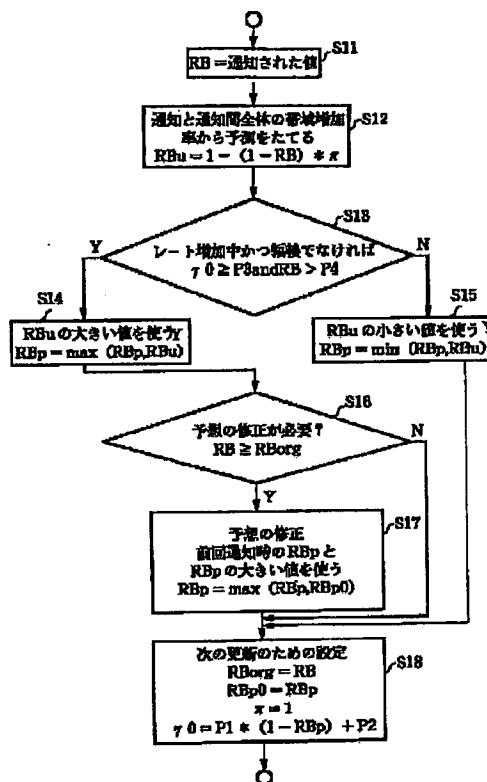 S11
RB＝通知された値
S12
通知と通知間全体の帯域増加
率から予測をたてる
RBu＝1－（1－RB）＊π
S13
レート増加中かつ輻輳でなければ
γ0≧P3andRB＞P4
Y
N
S14
RBuの大きい値を使うY
RBp＝max（RBp,RBu）
S15
RBuの小さい値を使う
RBp＝min（RBp,RBu）
S16
予想の修正が必要？
RB≧RBorg
N
Y
S17
予想の修正
前回通知時のRBpと
RBpの大きい値を使う
RBp＝max（RBp,RBp0）
S18
次の更新のための設定
RBorg＝RB
RBp0＝RBp
π＝1
γ0＝P1＊（1－RBp）＋P2